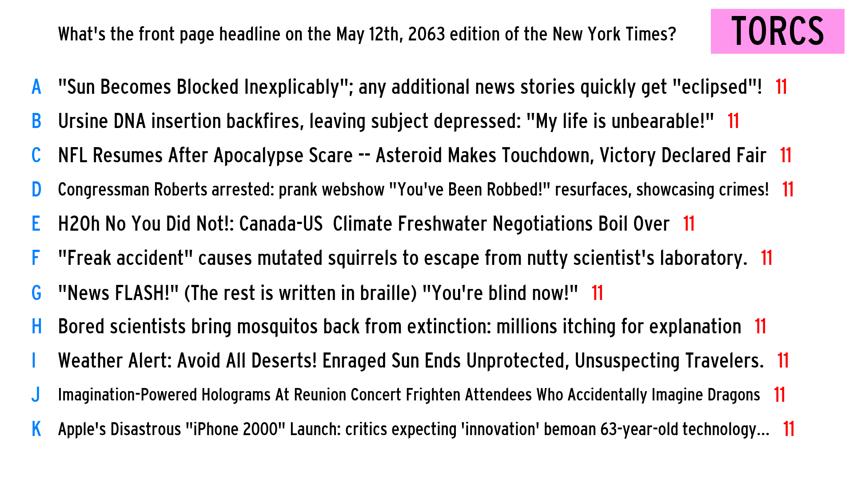 What's the front page headline on the May 12th, 2063 edition of the New York Times?
TORCS
A "Sun Becomes Blocked Inexplicably"; any additional news stories quickly get "eclipsed"! 11
B Ursine DNA insertion backfires, leaving subject depressed: "My life is unbearable!" 11
C NFL Resumes After Apocalypse Scare -- Asteroid Makes Touchdown, Victory Declared Fair 11
D Congressman Roberts arrested: prank webshow "You've Been Robbed!" resurfaces, showcasing crimes! 11
E H2Oh No You Did Not!: Canada-US Climate Freshwater Negotiations Boil Over 11
F "Freak accident" causes mutated squirrels to escape from nutty scientist's laboratory. 11
G "News FLASH!" (The rest is written in braille) "You're blind now!" 11
H Bored scientists bring mosquitos back from extinction: millions itching for explanation 11
I Weather Alert: Avoid All Deserts! Enraged Sun Ends Unprotected, Unsuspecting Travelers. 11
J Imagination-Powered Holograms At Reunion Concert Frighten Attendees Who Accidentally Imagine Dragons 11
K Apple's Disastrous "iPhone 2000" Launch: critics expecting 'innovation' bemoan 63-year-old technology... 11